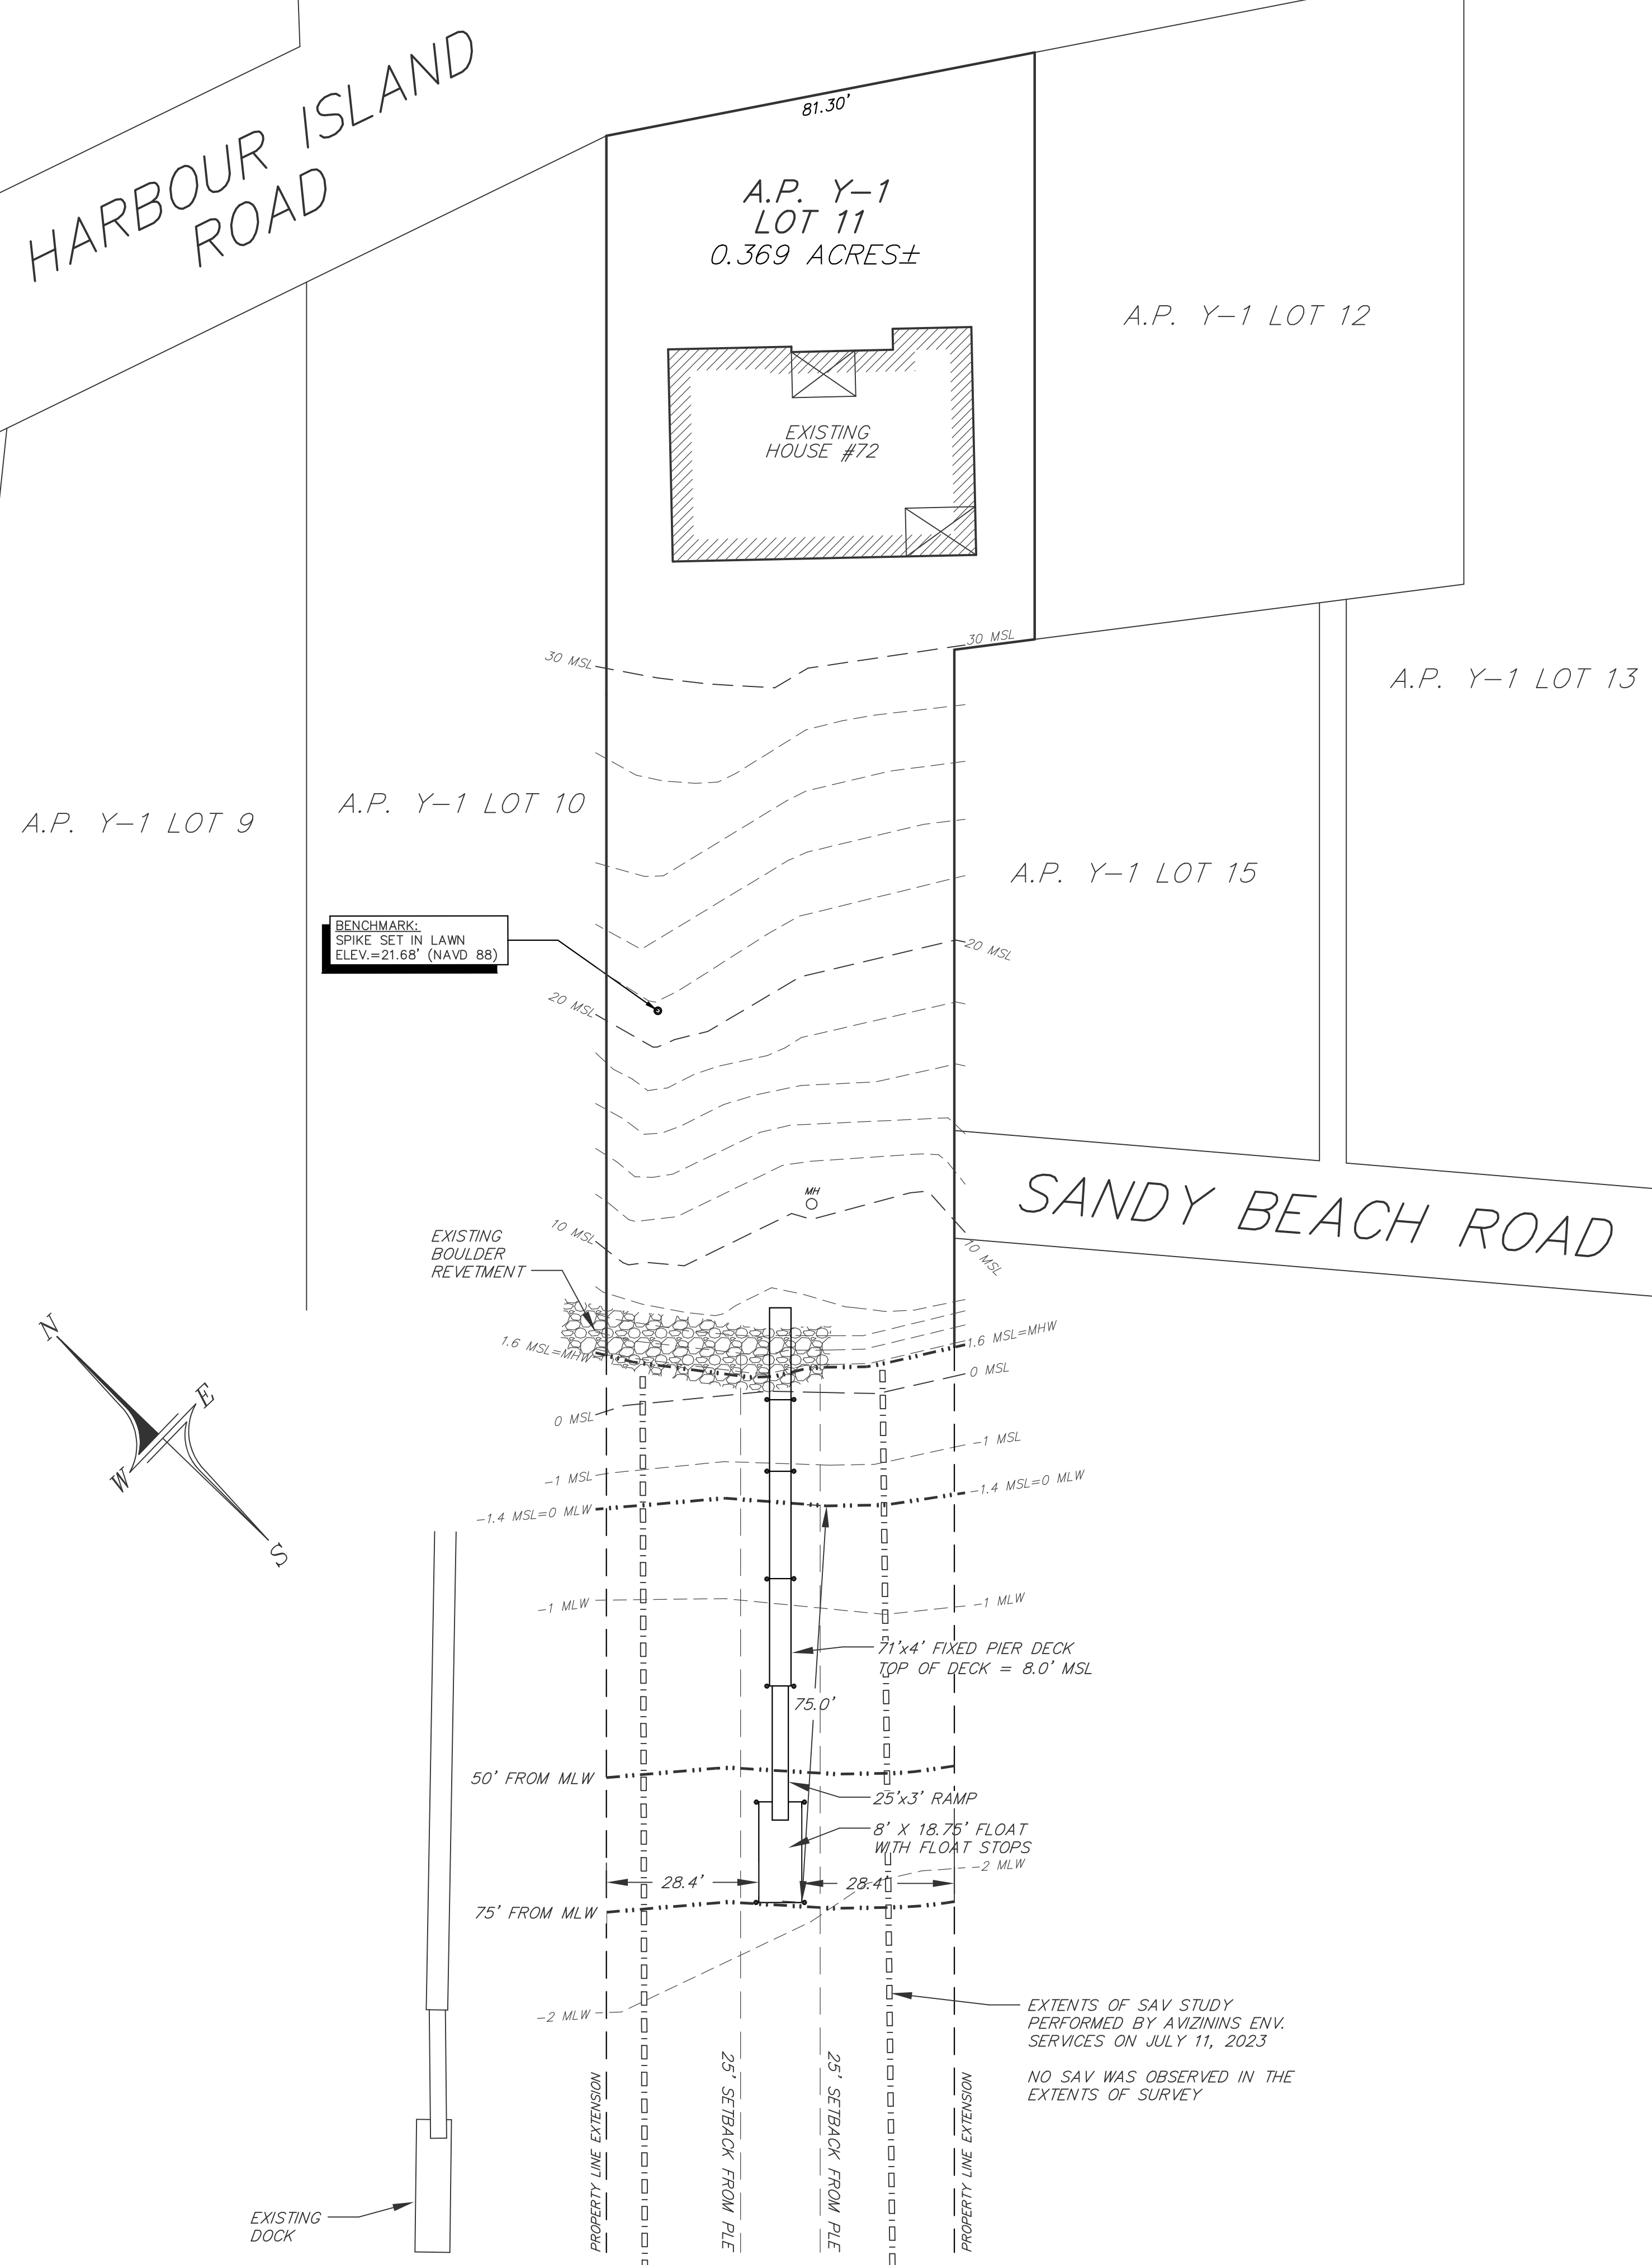 HARBOUR ISLAND
ROAD
81.30'
A.P. Y-1
LOT 11
0.369 ACRES±
A.P. Y-1 LOT 12
EXISTING
HOUSE #72
30 MSL
30 MSL
A.P. Y-1 LOT 13
A.P. Y-1 LOT 9
A.P. Y-1 LOT 10
A.P. Y-1 LOT 15
BENCHMARK:
SPIKE SET IN LAWN
ELEV.=21.68' (NAVD 88)
20 MSL
20 MSL
MH
SANDY BEACH ROAD
10 MSL
10 MSL
EXISTING
BOULDER
REVETMENT
1.6 MSL=MHW
1.6 MSL=MHW
N
E
W
S
0 MSL
0 MSL
-1 MSL
-1 MSL
-1.4 MSL=0 MLW
-1.4 MSL=0 MLW
-1 MLW
-1 MLW
71'x4' FIXED PIER DECK
TOP OF DECK = 8.0' MSL
75.0'
50' FROM MLW
25'x3' RAMP
8' X 18.75' FLOAT
WITH FLOAT STOPS
-2 MLW
28.4'
28.4'
75' FROM MLW
-2 MLW
EXTENTS OF SAV STUDY
PERFORMED BY AVIZININS ENV.
SERVICES ON JULY 11, 2023
NO SAV WAS OBSERVED IN THE
EXTENTS OF SURVEY
PROPERTY LINE EXTENSION
25' SETBACK FROM PLE
25' SETBACK FROM PLE
PROPERTY LINE EXTENSION
EXISTING
DOCK